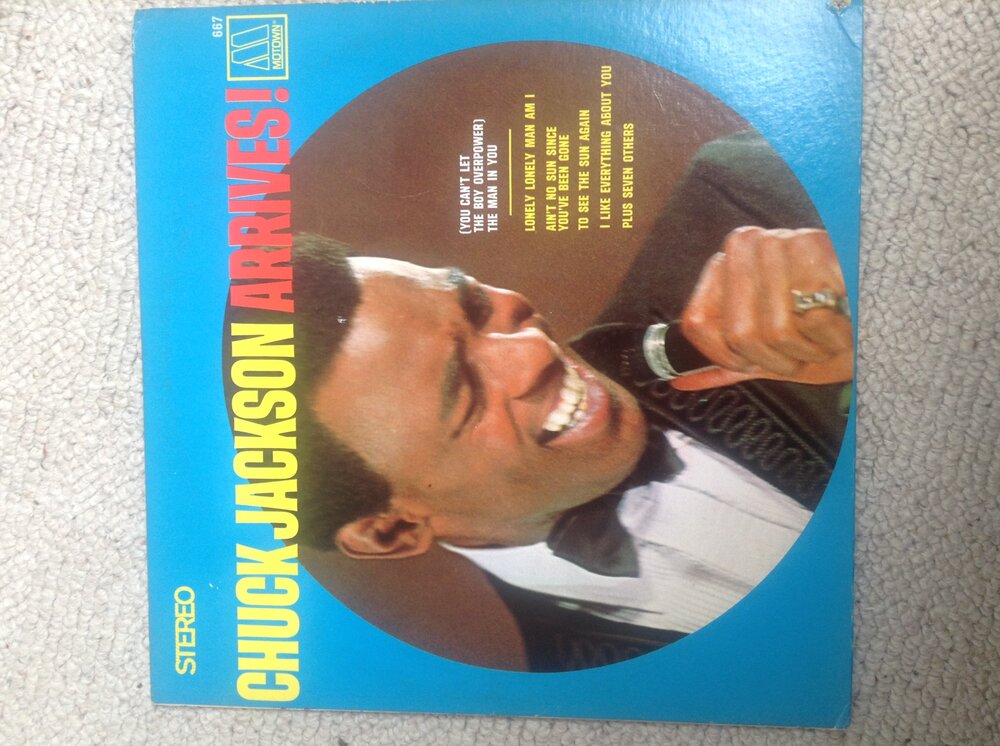 STEREO
667
MOTOWN
CHUCK JACKSON ARRIVES!
(YOU CAN'T LET
THE BOY OVERPOWER)
THE MAN IN YOU
LONELY LONELY MAN AM I
AIN'T NO SUN SINCE
YOU'VE BEEN GONE
TO SEE THE SUN AGAIN
I LIKE EVERYTHING ABOUT YOU
PLUS SEVEN OTHERS